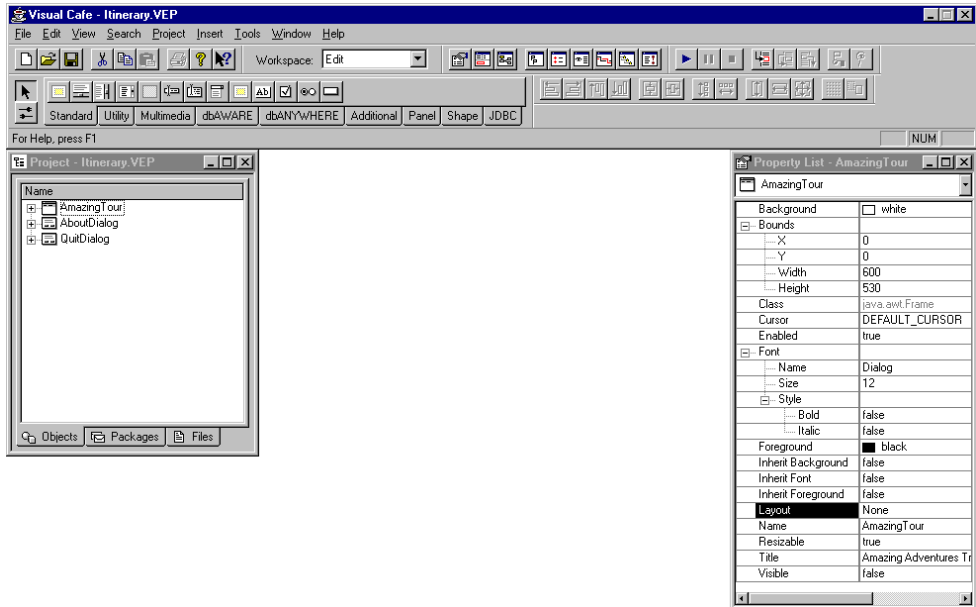 Visual Cafe - Itinerary.VEP
File Edit View Search Project Insert Tools Window Help
Workspace: Edit
Standard Utility Multimedia dbAWARE dbANYWHERE Additional Panel Shape JDBC
For Help, press F1
NUM
Project - Itinerary.VEP
Name
AmazingTour
AboutDialog
QuitDialog
Objects Packages Files
Property List - AmazingTour
AmazingTour
Background white
Bounds
X 0
Y 0
Width 600
Height 530
Class java.awt.Frame
Cursor DEFAULT_CURSOR
Enabled true
Font
Name Dialog
Size 12
Style
Bold false
Italic false
Foreground black
Inherit Background false
Inherit Font false
Inherit Foreground false
Layout None
Name AmazingTour
Resizable true
Title Amazing Adventures Tr
Visible false